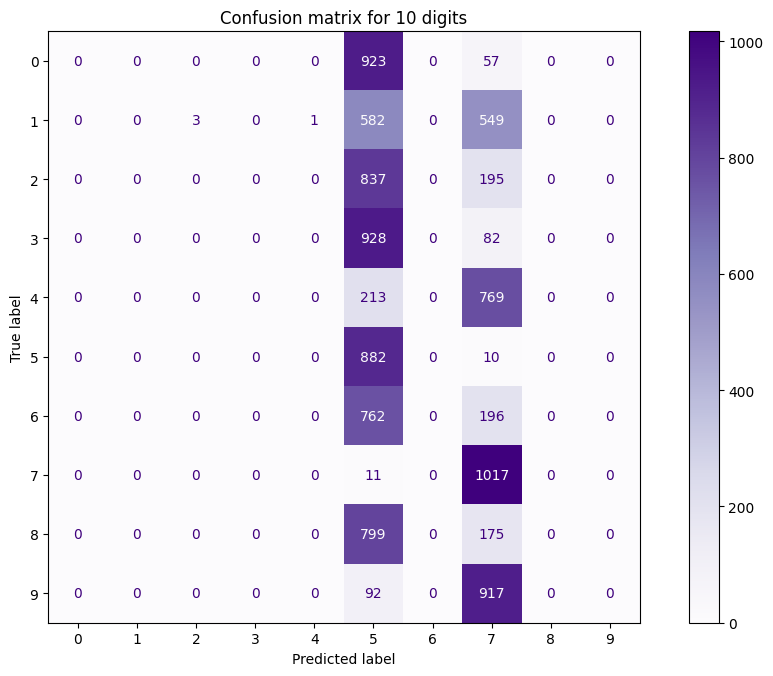 Confusion matrix for 10 digits
True label
0 0 0 0 0 0 923 0 57 0 0
1 0 0 3 0 1 582 0 549 0 0
2 0 0 0 0 0 837 0 195 0 0
3 0 0 0 0 0 928 0 82 0 0
4 0 0 0 0 0 213 0 769 0 0
5 0 0 0 0 0 882 0 10 0 0
6 0 0 0 0 0 762 0 196 0 0
7 0 0 0 0 0 11 0 1017 0 0
8 0 0 0 0 0 799 0 175 0 0
9 0 0 0 0 0 92 0 917 0 0
0 1 2 3 4 5 6 7 8 9
Predicted label
1000
800
600
400
200
0